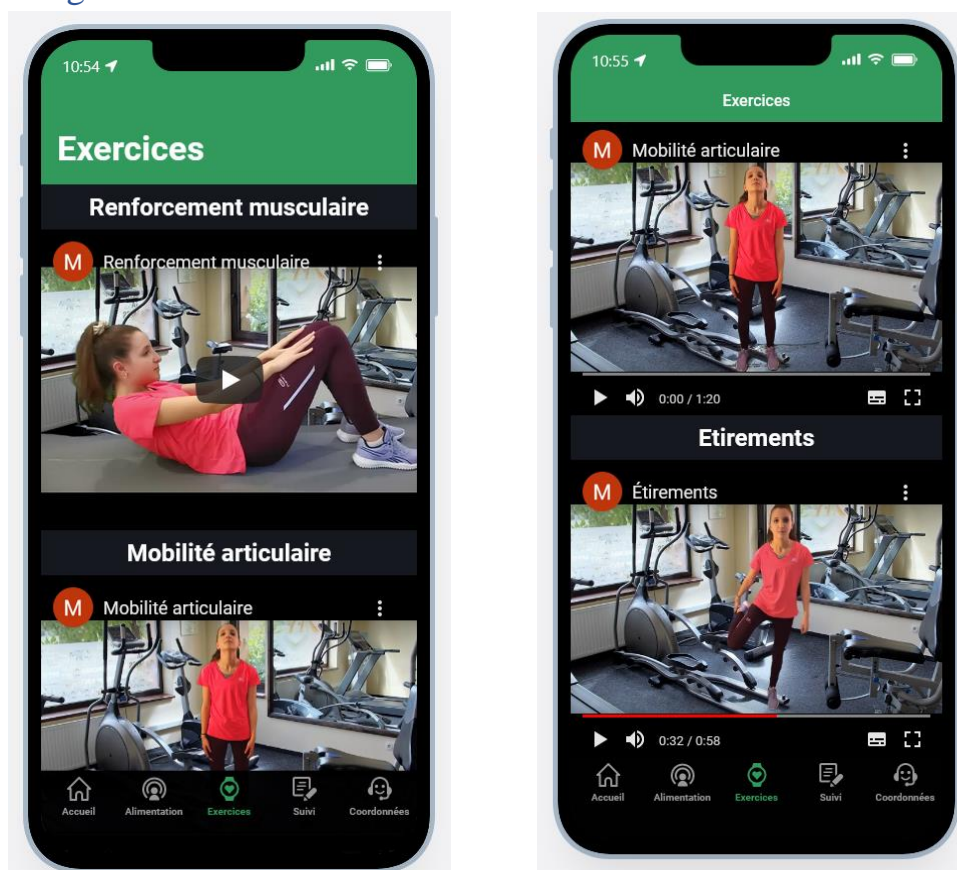 10:54
Exercices
Renforcement musculaire
M Renforcement musculaire
Mobilité articulaire
M Mobilité articulaire
Accueil Alimentation Exercices Suivi Coordonnées
10:55
Exercices
M Mobilité articulaire
0:00 / 1:20
Etirements
M Étirements
0:32 / 0:58
Accueil Alimentation Exercices Suivi Coordonnées